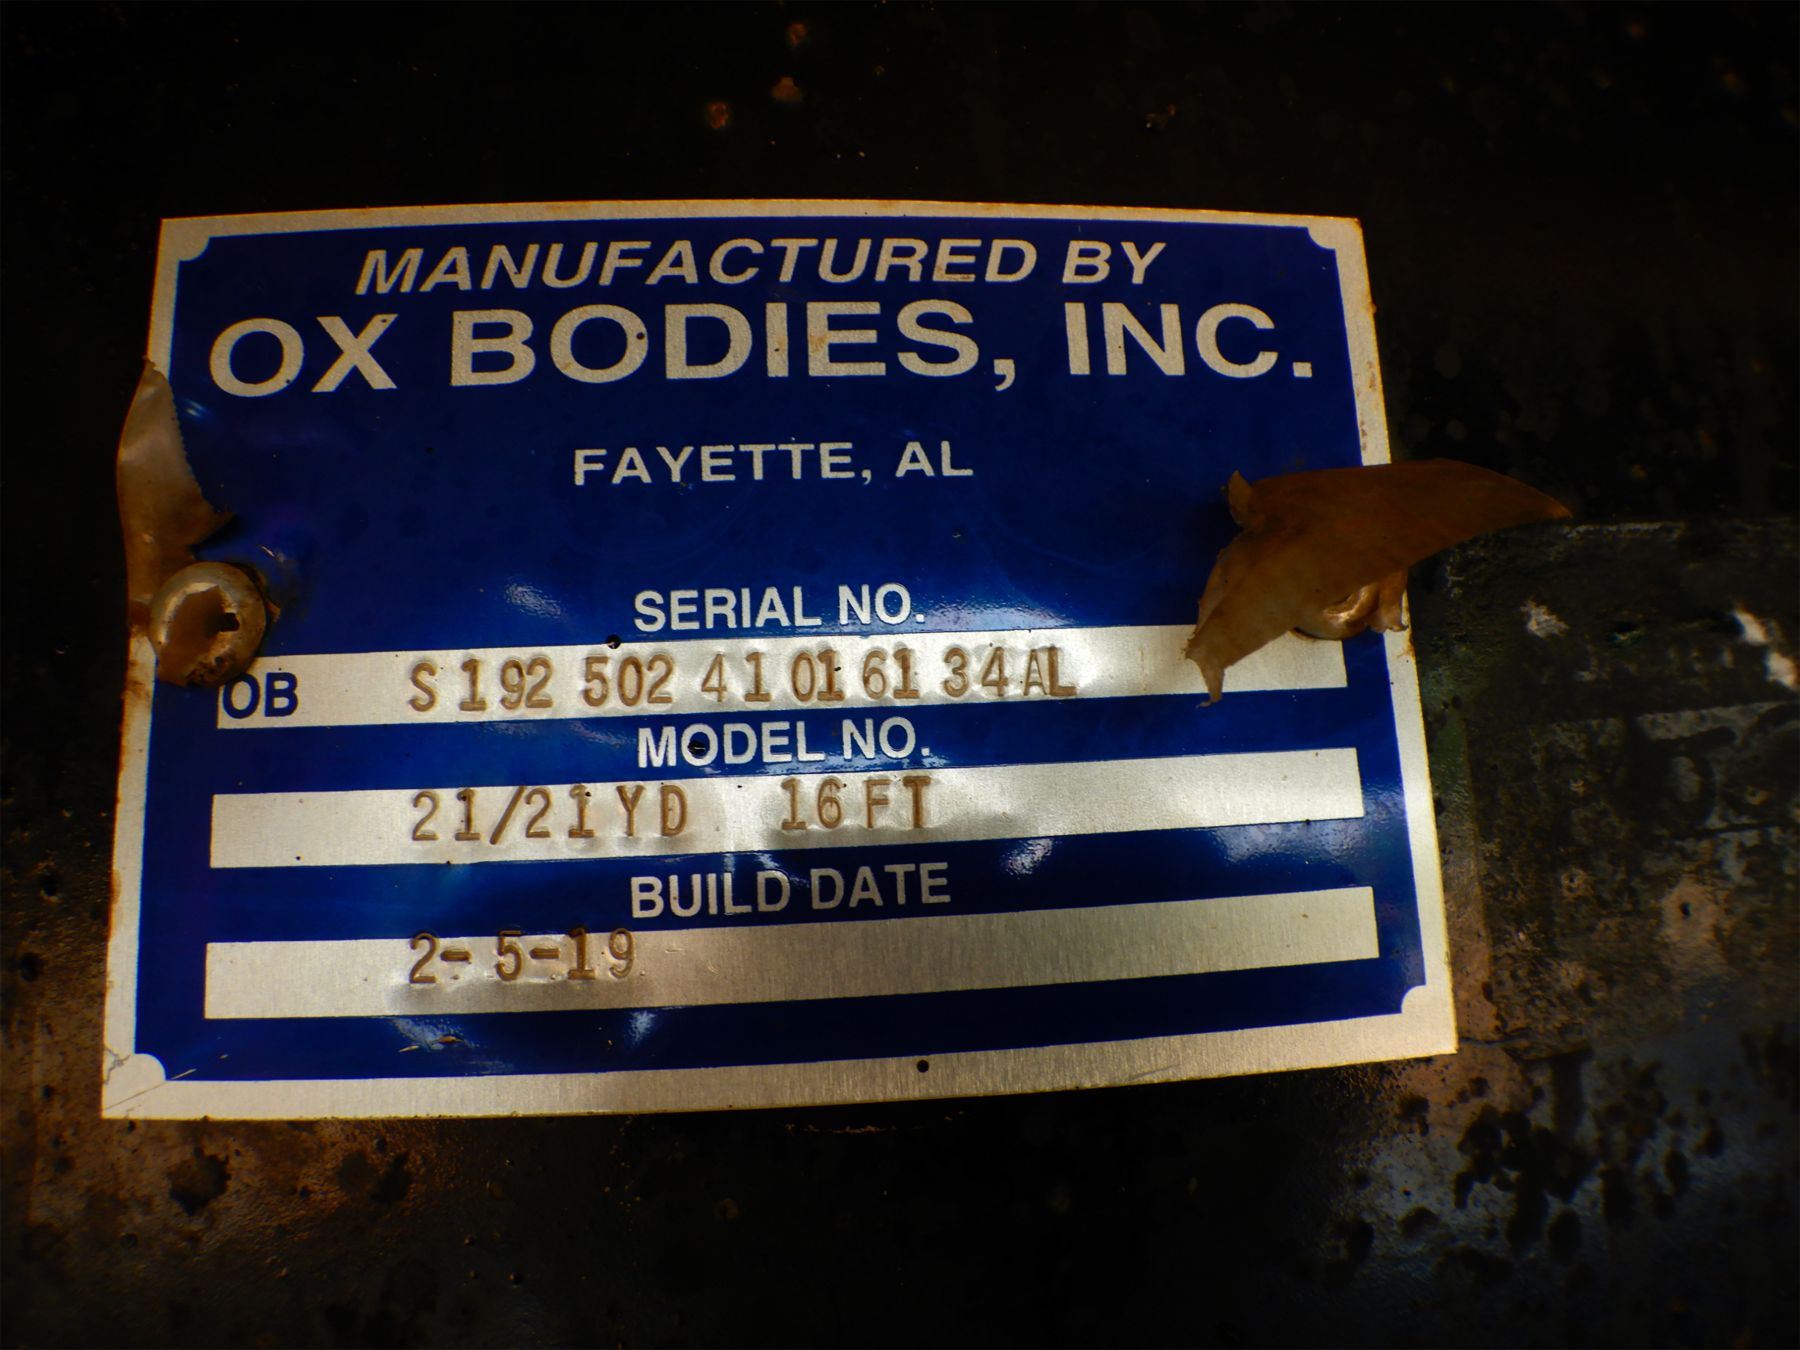 MANUFACTURED BY
OX BODIES, INC.
FAYETTE, AL
SERIAL NO.
OB S 192 502 41 01 61 34 AL
MODEL NO.
21/21 YD 16 FT
BUILD DATE
2-5-19